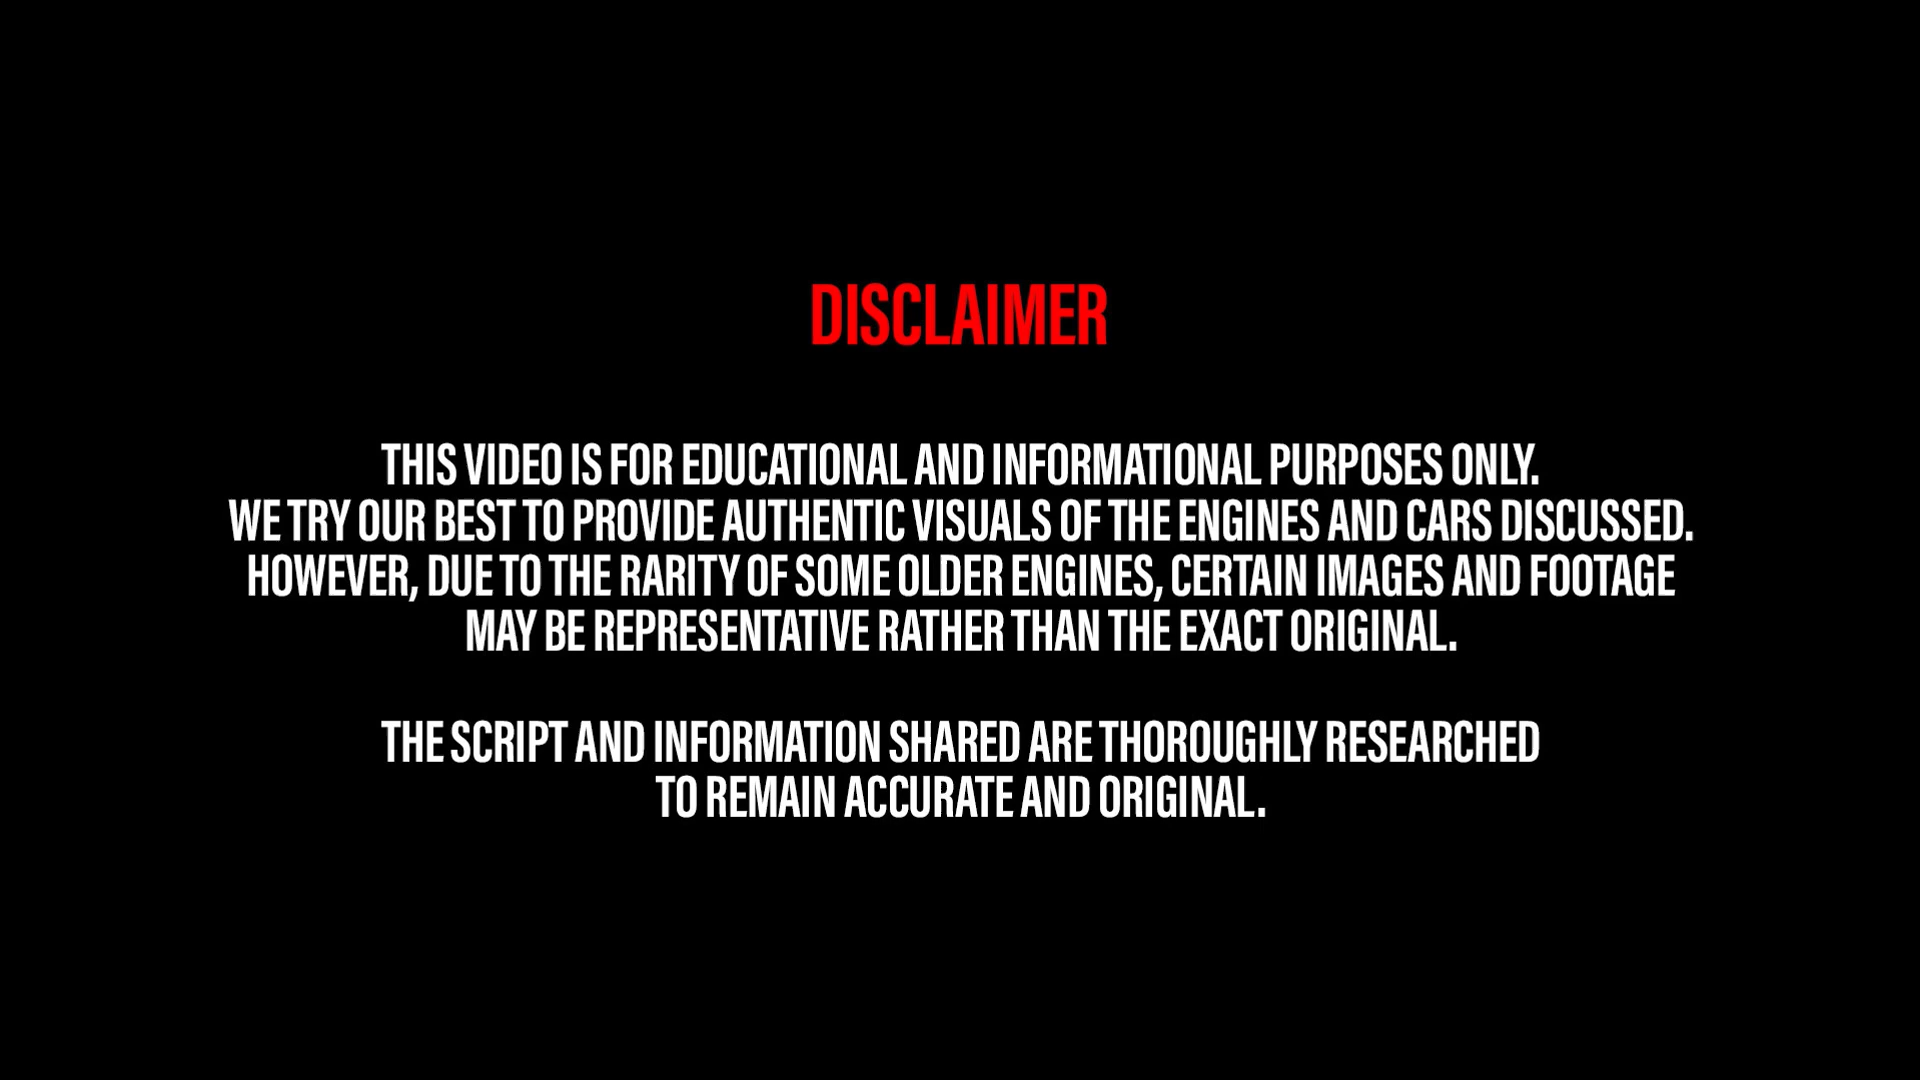 DISCLAIMER
THIS VIDEO IS FOR EDUCATIONAL AND INFORMATIONAL PURPOSES ONLY.
WE TRY OUR BEST TO PROVIDE AUTHENTIC VISUALS OF THE ENGINES AND CARS DISCUSSED.
HOWEVER, DUE TO THE RARITY OF SOME OLDER ENGINES, CERTAIN IMAGES AND FOOTAGE
MAY BE REPRESENTATIVE RATHER THAN THE EXACT ORIGINAL.
THE SCRIPT AND INFORMATION SHARED ARE THOROUGHLY RESEARCHED
TO REMAIN ACCURATE AND ORIGINAL.